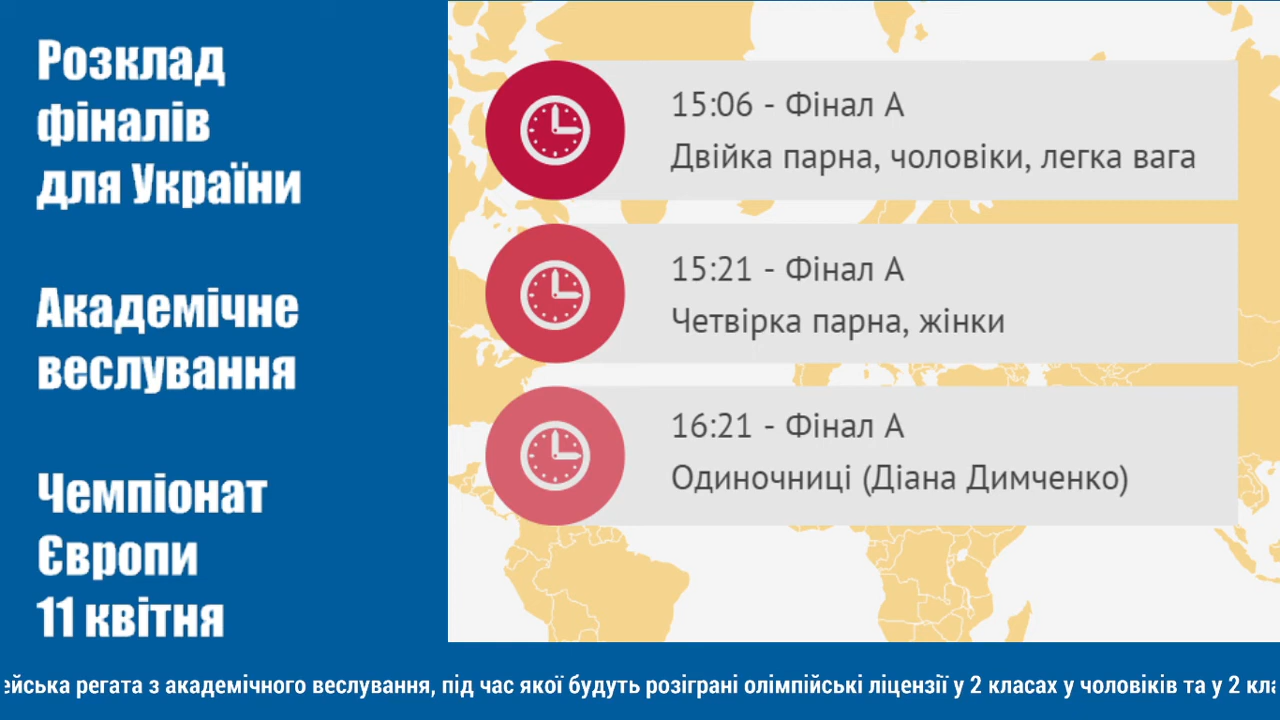 Розклад
фіналів
для України
Академічне
веслування
Чемпіонат
Європи
11 квітня
15:06 - Фінал А
Двійка парна, чоловіки, легка вага
15:21 - Фінал А
Четвірка парна, жінки
16:21 - Фінал А
Одиночниці (Діана Димченко)
регата з академічного веслування, під час якої будуть розіграні олімпійські ліцензії у 2 класах у чоловіків та у 2